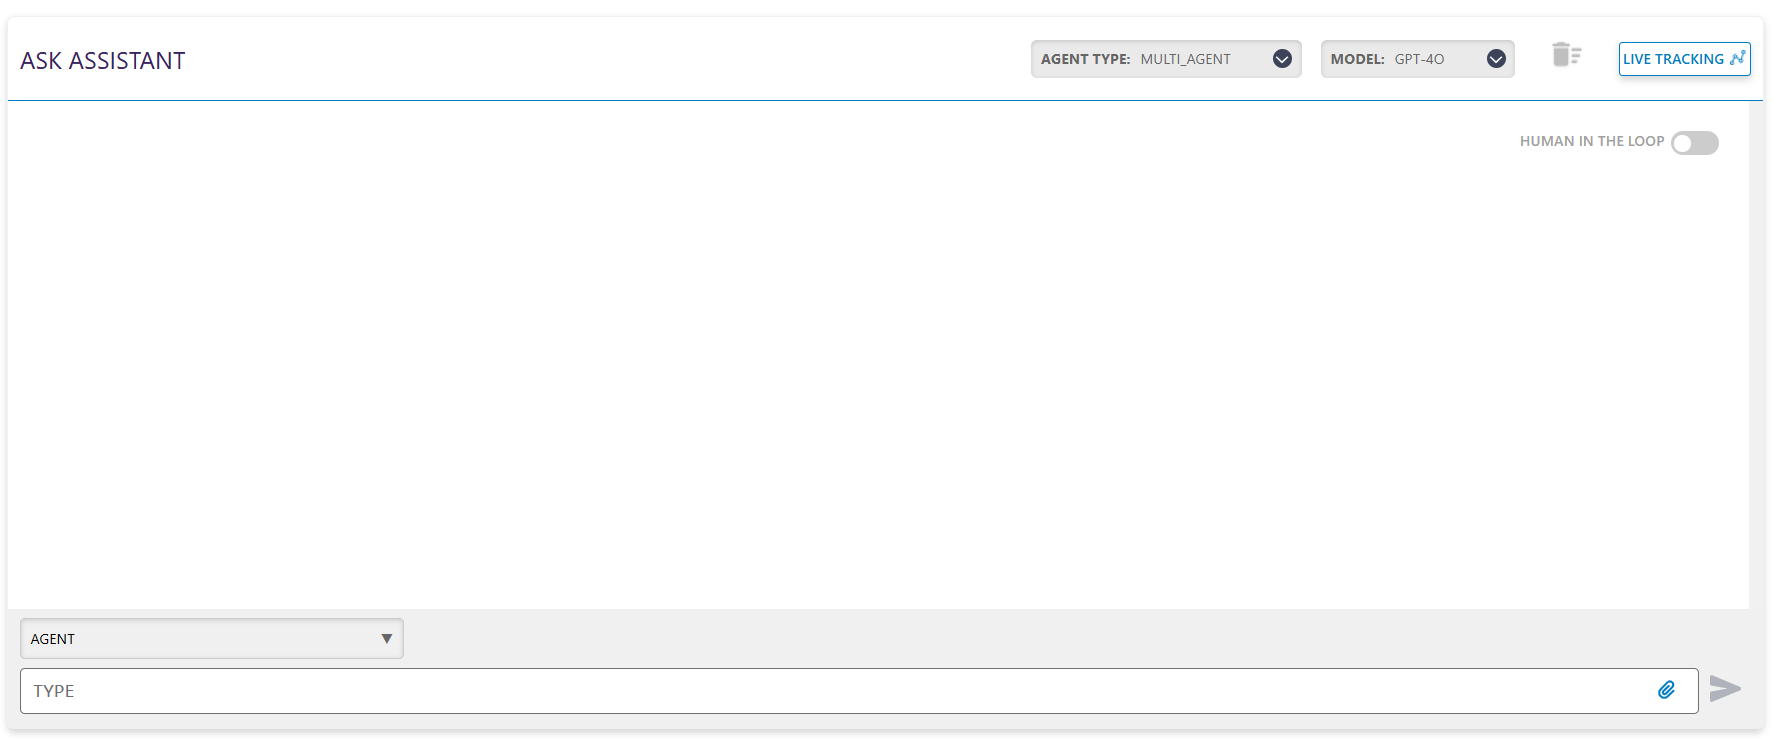 ASK ASSISTANT
AGENT TYPE: MULTI_AGENT
MODEL: GPT-4O
LIVE TRACKING
HUMAN IN THE LOOP
AGENT
TYPE